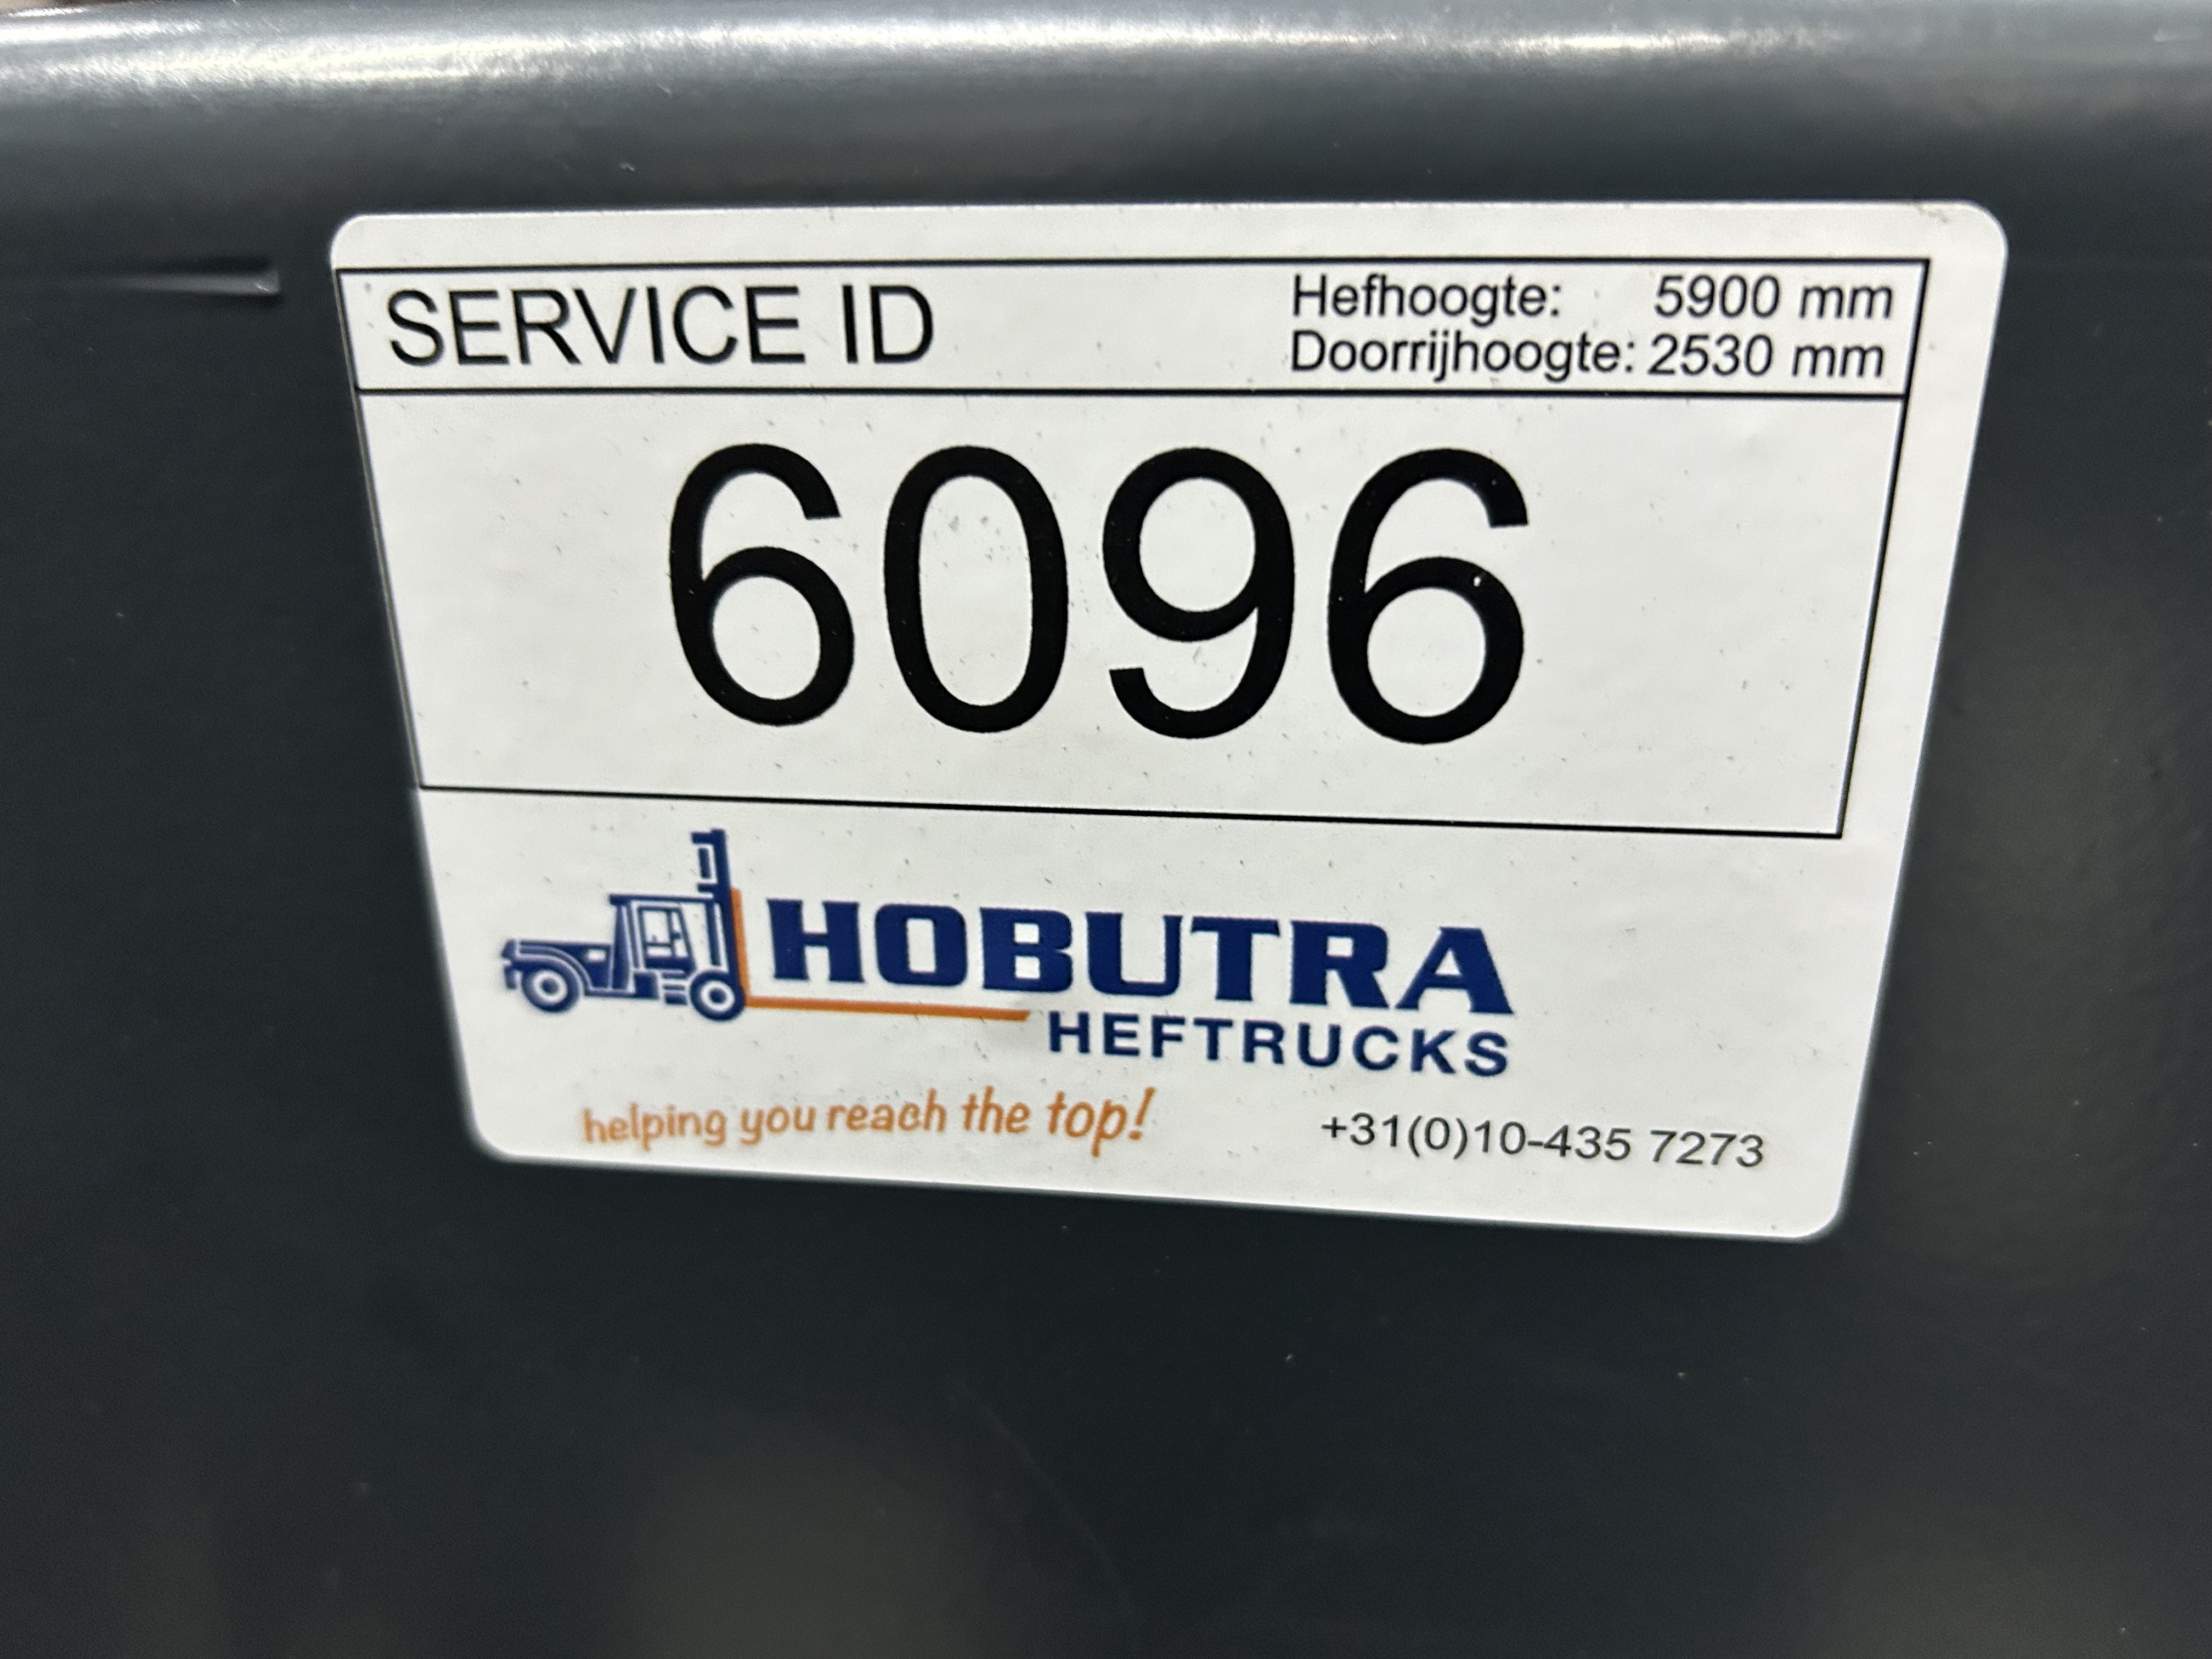 SERVICE ID
Hefhoogte: 5900 mm
Doorrijhoogte: 2530 mm
6096
HOBUTRA
HEFTRUCKS
helping you reach the top!
+31(0)10-435 7273